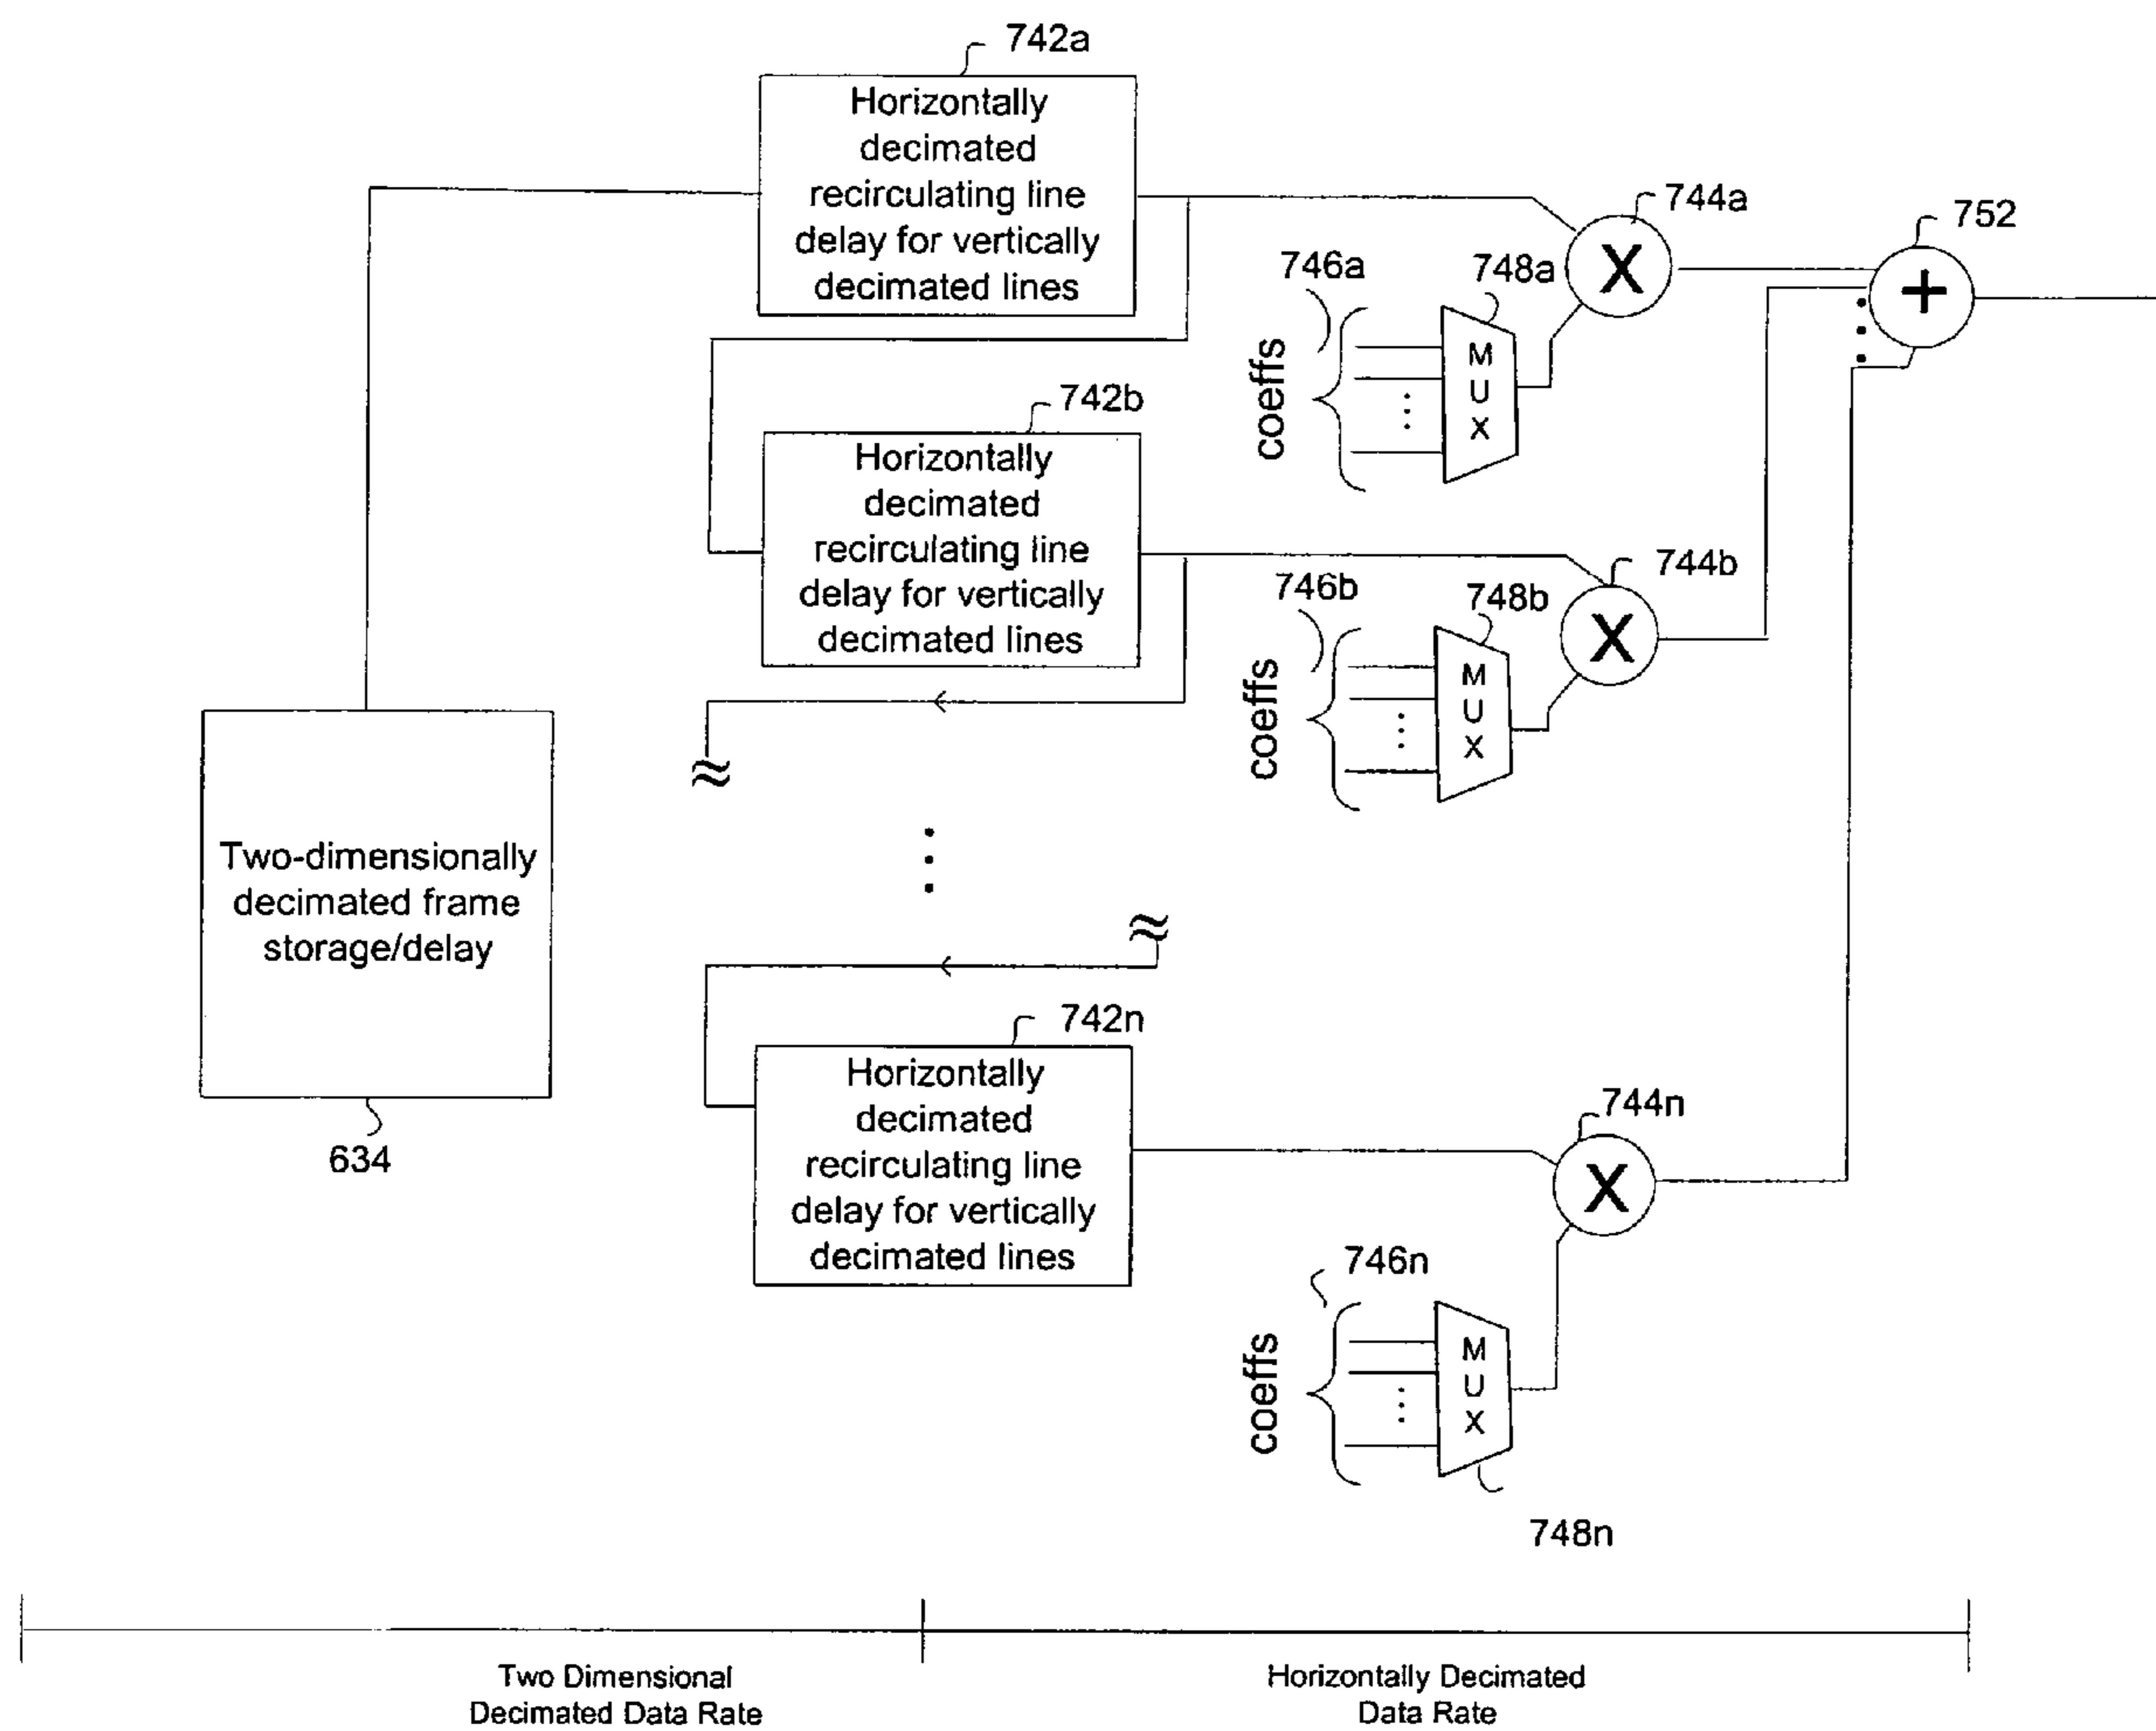 742a
Horizontally
decimated
recirculating line
delay for vertically
decimated lines
744a
X
752
+
746a
748a
coeffs
M
U
X
742b
Horizontally
decimated
recirculating line
delay for vertically
decimated lines
744b
X
746b
748b
coeffs
M
U
X
Two-dimensionally
decimated frame
storage/delay
634
742n
Horizontally
decimated
recirculating line
delay for vertically
decimated lines
744n
X
746n
coeffs
M
U
X
748n
Two Dimensional
Decimated Data Rate
Horizontally Decimated
Data Rate